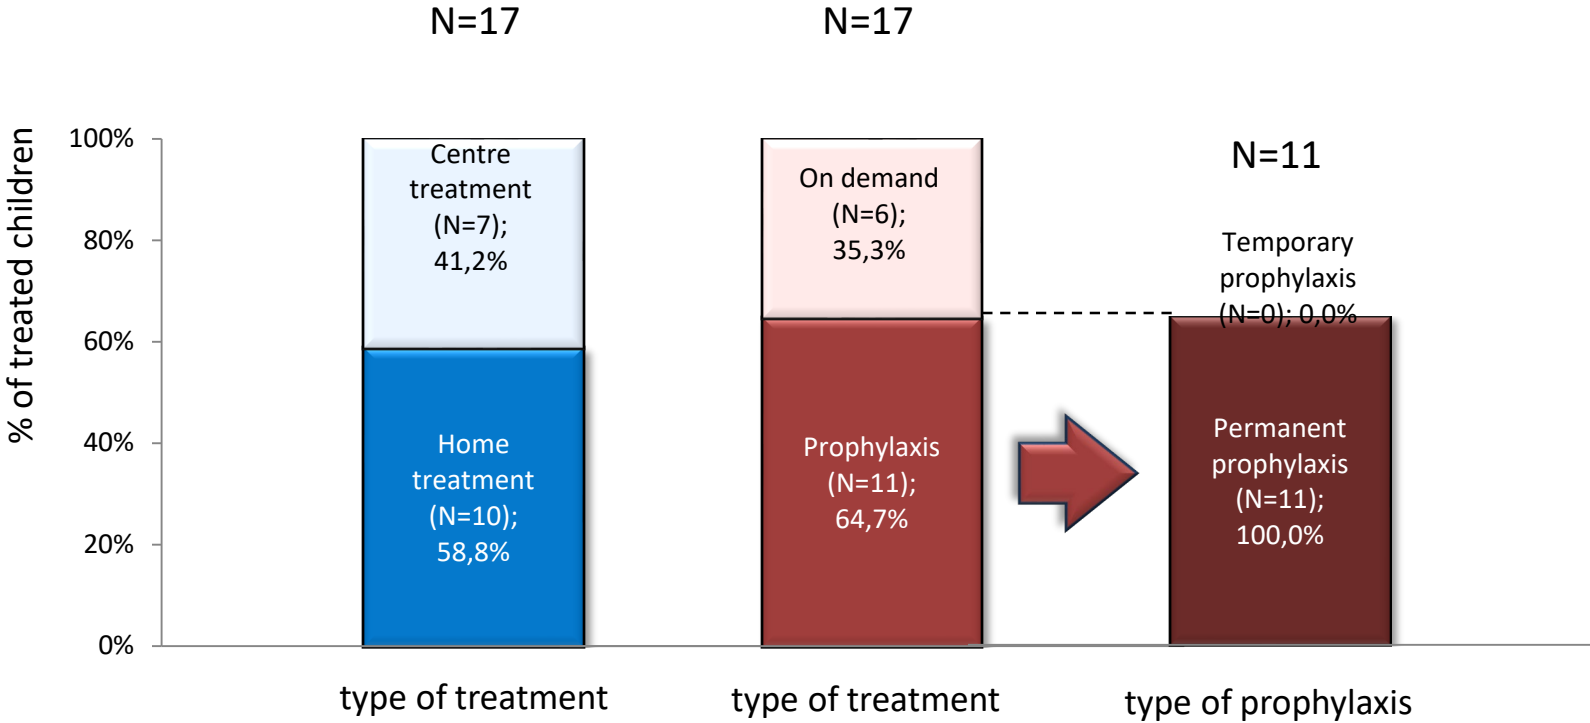 N=17
N=17
% of treated children
100%
80%
60%
40%
20%
0%
Centre
treatment
(N=7);
41,2%
Home
treatment
(N=10);
58,8%
type of treatment
On demand
(N=6);
35,3%
Prophylaxis
(N=11);
64,7%
type of treatment
N=11
Temporary
prophylaxis
(N=0); 0,0%
Permanent
prophylaxis
(N=11);
100,0%
type of prophylaxis